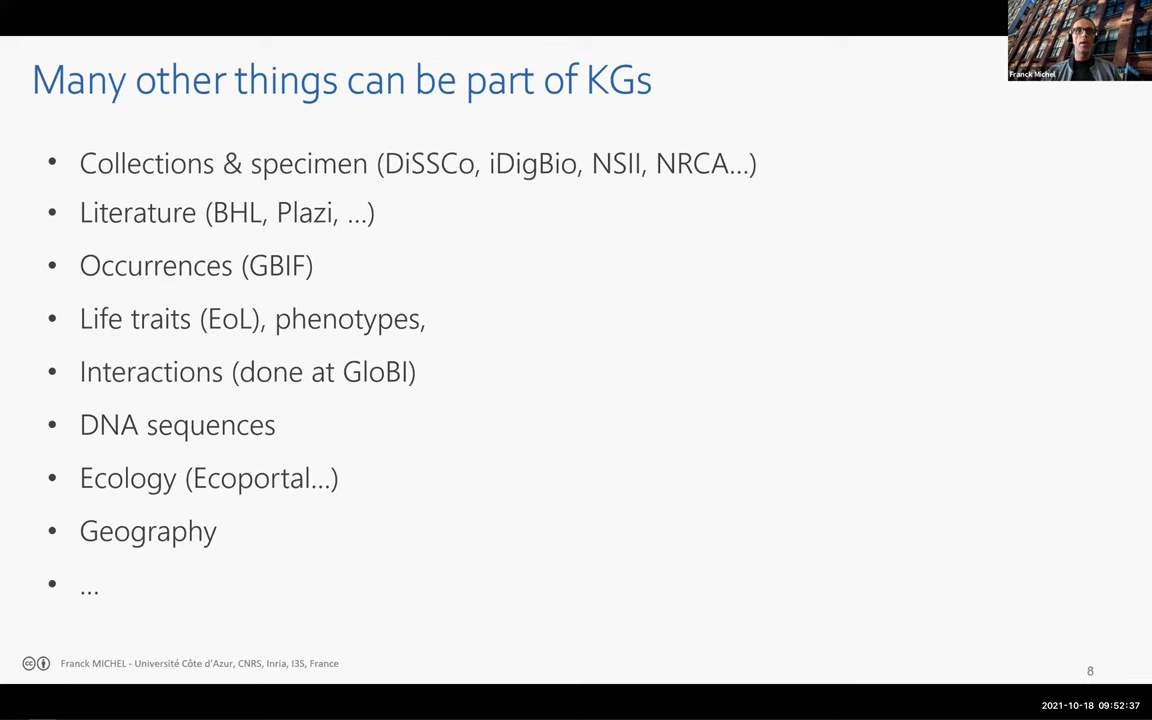 Franck Michel
Many other things can be part of KGs
• Collections & specimen (DiSSCo, iDigBio, NSII, NRCA...)
• Literature (BHL, Plazi, ...)
• Occurrences (GBIF)
• Life traits (EoL), phenotypes,
• Interactions (done at GloBI)
• DNA sequences
• Ecology (Ecoportal...)
• Geography
• ...
cc Franck MICHEL - Université Côte d'Azur, CNRS, Inria, I3S, France
8
2021-10-18 09:52:37